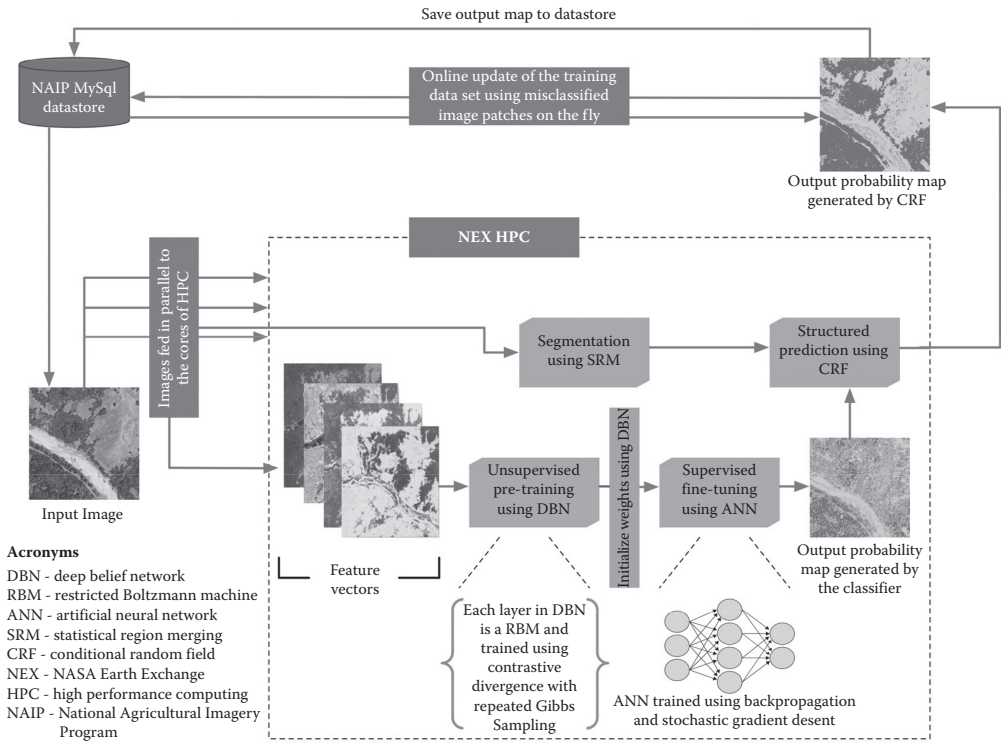 Save output map to datastore
NAIP MySql
datastore
Online update of the training
data set using misclassified
image patches on the fly
Output probability map
generated by CRF
NEX HPC
Images fed in parallel to
the cores of HPC
Segmentation
using SRM
Structured
prediction using
CRF
Input Image
Unsupervised
pre-training
using DBN
Initialize weights using DBN
Supervised
fine-tuning
using ANN
Output probability
map generated by
the classifier
Feature
vectors
Each layer in DBN
is a RBM and
trained using
contrastive
divergence with
repeated Gibbs
Sampling
ANN trained using backpropagation
and stochastic gradient desent
Acronyms
DBN - deep belief network
RBM - restricted Boltzmann machine
ANN - artificial neural network
SRM - statistical region merging
CRF - conditional random field
NEX - NASA Earth Exchange
HPC - high performance computing
NAIP - National Agricultural Imagery
Program